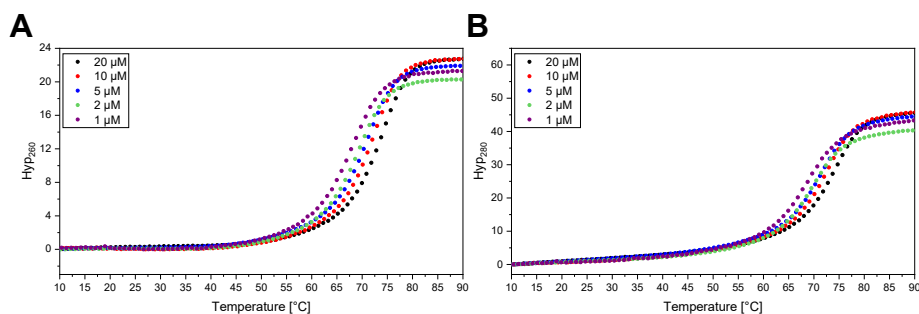 A
24
20
16
12
8
4
0
Hyp₂₆₀
20 µM
10 µM
5 µM
2 µM
1 µM
10 15 20 25 30 35 40 45 50 55 60 65 70 75 80 85 90
Temperature [°C]
B
60
50
40
30
20
10
0
Hyp₂₈₀
20 µM
10 µM
5 µM
2 µM
1 µM
10 15 20 25 30 35 40 45 50 55 60 65 70 75 80 85 90
Temperature [°C]